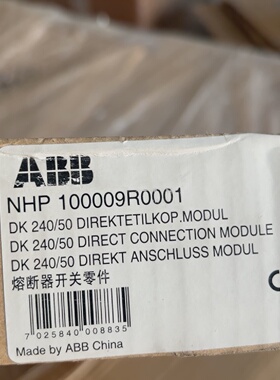 ABB
NHP 100009R0001
DK 240/50 DIREKTETILKOP.MODUL
DK 240/50 DIRECT CONNECTION MODULE
DK 240/50 DIREKT ANSCHLUSS MODUL
熔断器开关零件
7 025840 008835
Made by ABB China